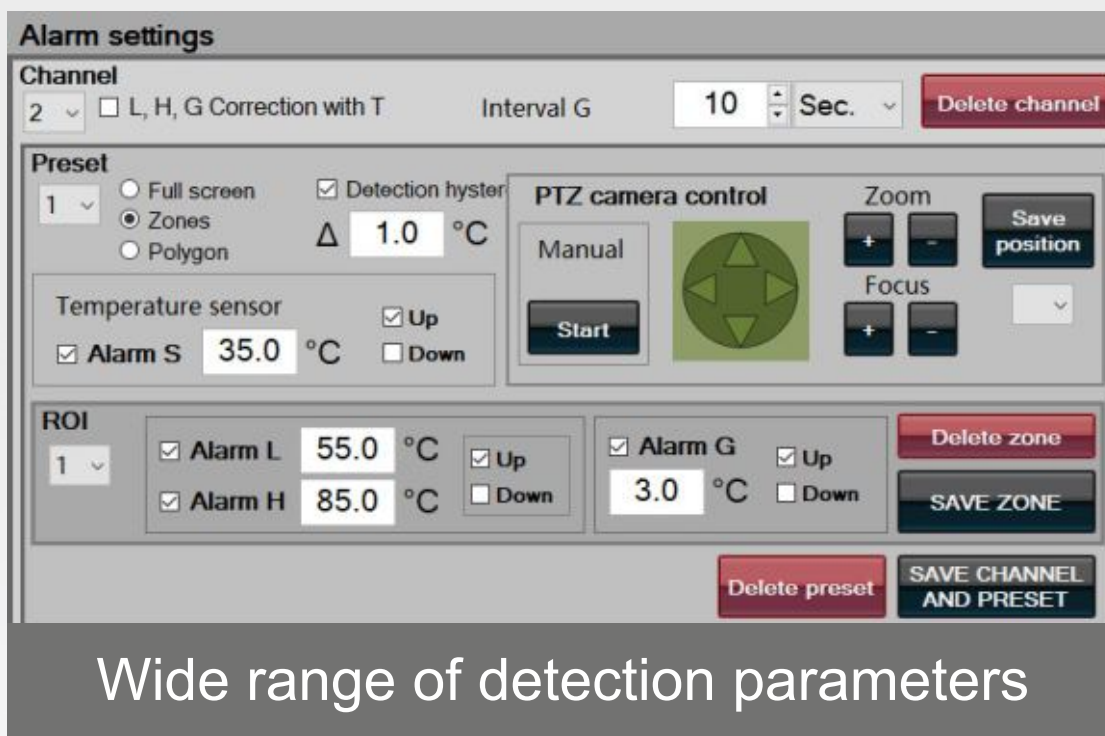 Alarm settings
Channel
2 L, H, G Correction with T Interval G 10 Sec. Delete channel
Preset
1 Full screen
Zones
Polygon
Detection hyster
Δ 1.0 °C
Temperature sensor
Alarm S 35.0 °C
Up
Down
PTZ camera control
Manual
Start
Zoom
+ -
Focus
+ -
Save
position
ROI
1
Alarm L 55.0 °C
Alarm H 85.0 °C
Up
Down
Alarm G
3.0 °C
Up
Down
Delete zone
SAVE ZONE
Delete preset
SAVE CHANNEL
AND PRESET
Wide range of detection parameters